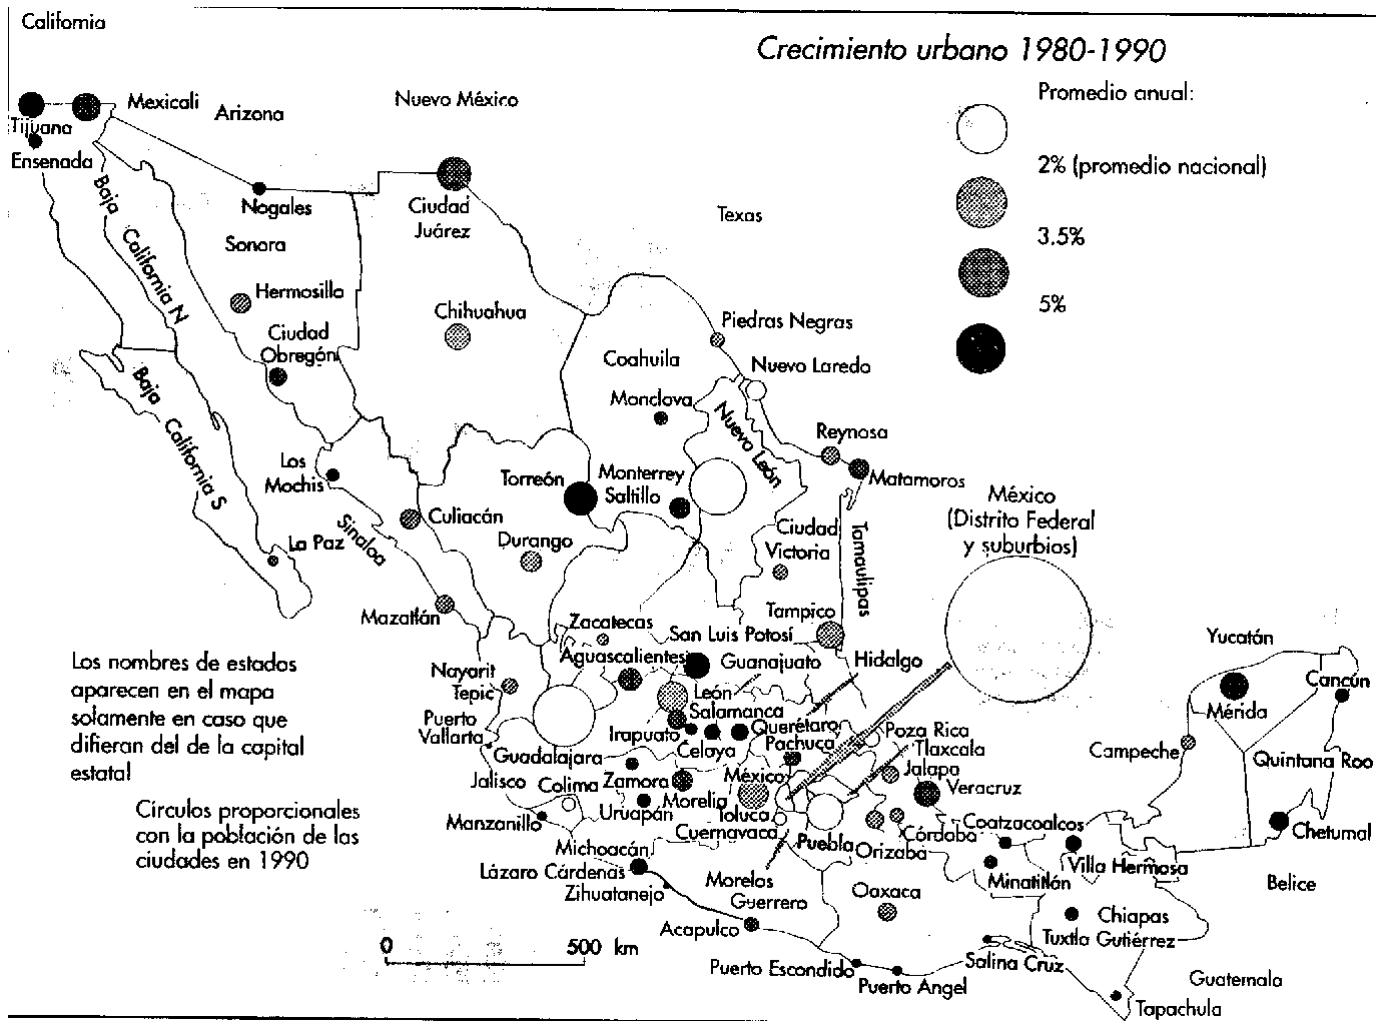 California
Crecimiento urbano 1980-1990
Promedio anual:
2% (promedio nacional)
3.5%
5%
Mexicali
Arizona
Nuevo México
Tijuana
Ensenada
Baja
California N
Nogales
Sonora
Ciudad
Juárez
Texas
Hermosillo
Chihuahua
Ciudad
Obregón
Piedras Negras
Coahuila
Nuevo Laredo
Monclova
Nuevo León
Baja
California S
Reynosa
Matamoros
Los
Mochis
Torreón
Monterrey
Saltillo
México
(Distrito Federal
y suburbios)
Sinaloa
Culiacán
Ciudad
Victoria
Tamaulipas
La Paz
Durango
Mazatlán
Zacatecas
Tampico
San Luis Potosí
Yucatán
Los nombres de estados
aparecen en el mapa
solamente en caso que
difieran del de la capital
estatal
Nayarit
Tepic
Aguascalientes
Guanajuato
Hidalgo
Cancún
León
Salamanca
Mérida
Puerto
Vallarta
Irapuato
Celaya
Querétaro
Pachuca
Poza Rica
Tlaxcala
Campeche
Quintana Roo
Guadalajara
Jalisco
Colima
Zamora
México
Jalapa
Veracruz
Círculos proporcionales
con la población de las
ciudades en 1990
Manzanillo
Uruapán
Morelia
Toluca
Cuernavaca
Puebla
Córdoba
Orizaba
Coatzacoalcos
Chetumal
Michoacán
Lázaro Cárdenas
Zihuatanejo
Villa Hermosa
Minatitlán
Belice
Morelos
Guerrero
Oaxaca
Acapulco
Chiapas
Tuxtla Gutiérrez
0 500 km
Puerto Escondido
Puerto Angel
Salina Cruz
Guatemala
Tapachula